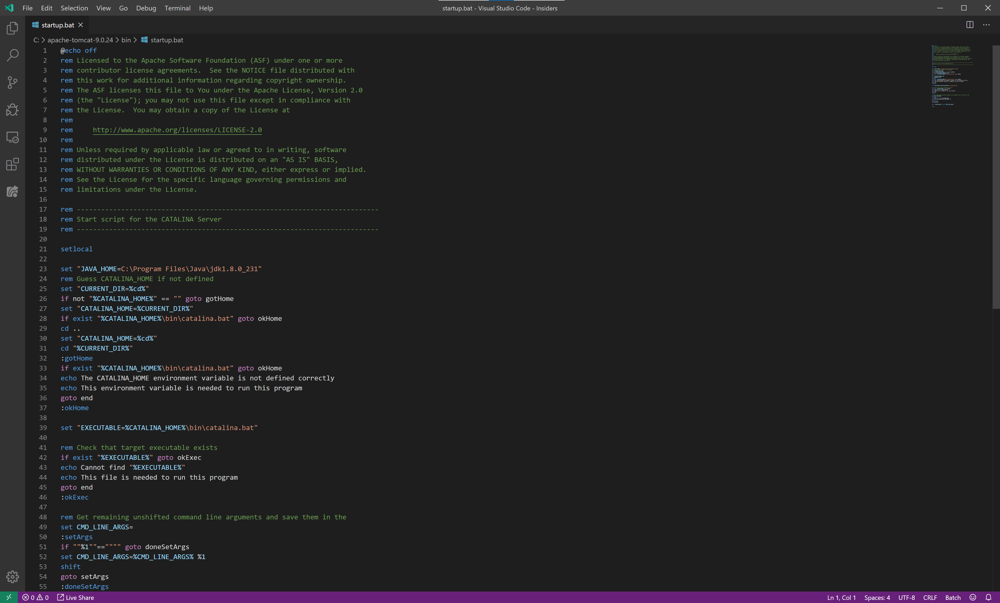 File Edit Selection View Go Debug Terminal Help startup.bat - Visual Studio Code - Insiders
startup.bat
C: > apache-tomcat-9.0.24 > bin > startup.bat
1 @echo off
2 rem Licensed to the Apache Software Foundation (ASF) under one or more
3 rem contributor license agreements.  See the NOTICE file distributed with
4 rem this work for additional information regarding copyright ownership.
5 rem The ASF licenses this file to You under the Apache License, Version 2.0
6 rem (the "License"); you may not use this file except in compliance with
7 rem the License.  You may obtain a copy of the License at
8 rem
9 rem     http://www.apache.org/licenses/LICENSE-2.0
10 rem
11 rem Unless required by applicable law or agreed to in writing, software
12 rem distributed under the License is distributed on an "AS IS" BASIS,
13 rem WITHOUT WARRANTIES OR CONDITIONS OF ANY KIND, either express or implied.
14 rem See the License for the specific language governing permissions and
15 rem limitations under the License.
16
17 rem ---------------------------------------------------------------------------
18 rem Start script for the CATALINA Server
19 rem ---------------------------------------------------------------------------
20
21 setlocal
22
23 set "JAVA_HOME=C:\Program Files\Java\jdk1.8.0_231"
24 rem Guess CATALINA_HOME if not defined
25 set "CURRENT_DIR=%cd%"
26 if not "%CATALINA_HOME%" == "" goto gotHome
27 set "CATALINA_HOME=%CURRENT_DIR%"
28 if exist "%CATALINA_HOME%\bin\catalina.bat" goto okHome
29 cd ..
30 set "CATALINA_HOME=%cd%"
31 cd "%CURRENT_DIR%"
32 :gotHome
33 if exist "%CATALINA_HOME%\bin\catalina.bat" goto okHome
34 echo The CATALINA_HOME environment variable is not defined correctly
35 echo This environment variable is needed to run this program
36 goto end
37 :okHome
38
39 set "EXECUTABLE=%CATALINA_HOME%\bin\catalina.bat"
40
41 rem Check that target executable exists
42 if exist "%EXECUTABLE%" goto okExec
43 echo Cannot find "%EXECUTABLE%"
44 echo This file is needed to run this program
45 goto end
46 :okExec
47
48 rem Get remaining unshifted command line arguments and save them in the
49 set CMD_LINE_ARGS=
50 :setArgs
51 if ""%1""=="""" goto doneSetArgs
52 set CMD_LINE_ARGS=%CMD_LINE_ARGS% %1
53 shift
54 goto setArgs
55 :doneSetArgs
0 0 Live Share Ln 1, Col 1 Spaces: 4 UTF-8 CRLF Batch